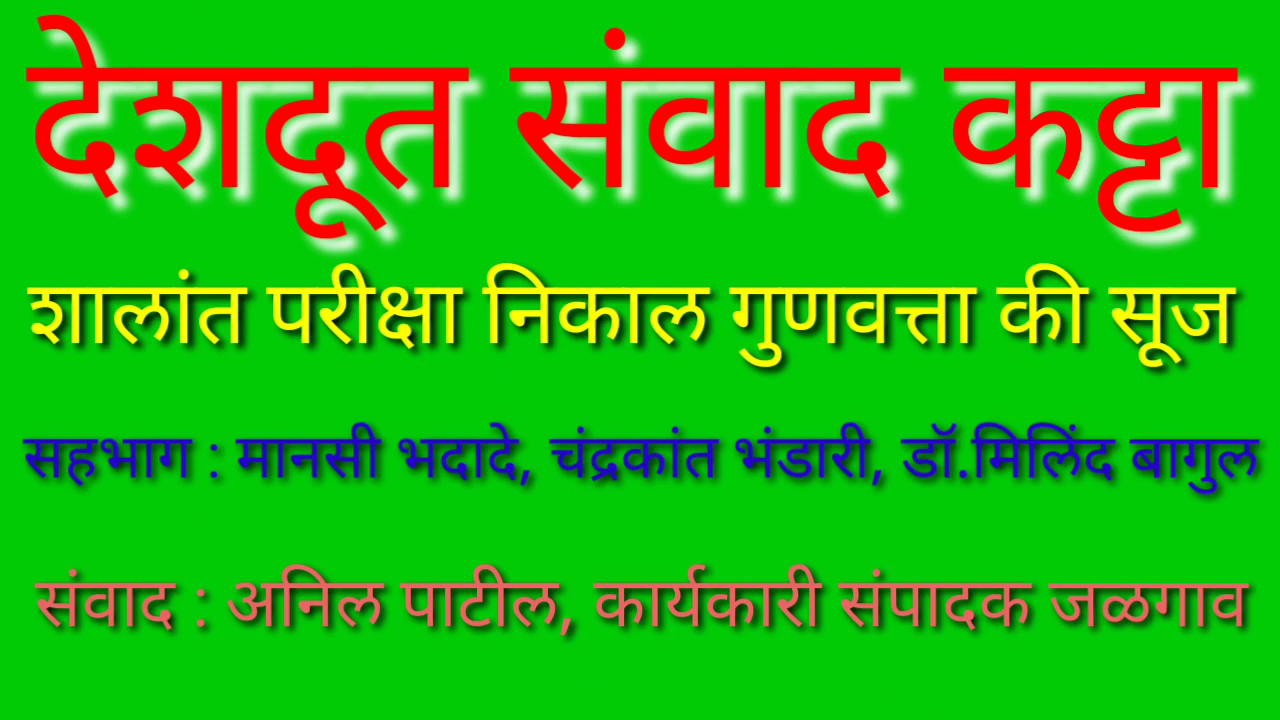 देशदूत संवाद कट्टा
शालांत परीक्षा निकाल गुणवत्ता की सूज
सहभाग : मानसी भदादे, चंद्रकांत भंडारी, डॉ.मिलिंद बागुल
संवाद : अनिल पाटील, कार्यकारी संपादक जळगाव